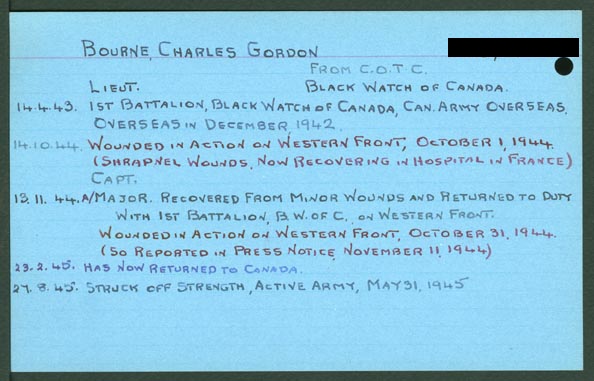 BOURNE, CHARLES GORDON
FROM C.O.T.C.
LIEUT. BLACK WATCH OF CANADA.
14.4.43. 1ST BATTALION, BLACK WATCH OF CANADA, CAN. ARMY OVERSEAS.
OVERSEAS IN DECEMBER, 1942.
14.10.44. WOUNDED IN ACTION ON WESTERN FRONT, OCTOBER 1, 1944.
(SHRAPNEL WOUNDS. NOW RECOVERING IN HOSPITAL IN FRANCE)
CAPT.
13.11.44. A/MAJOR. RECOVERED FROM MINOR WOUNDS AND RETURNED TO DUTY
WITH 1ST BATTALION, B.W. OF C., ON WESTERN FRONT.
WOUNDED IN ACTION ON WESTERN FRONT, OCTOBER 31, 1944.
(SO REPORTED IN PRESS NOTICE, NOVEMBER 11, 1944)
23.2.45. HAS NOW RETURNED TO CANADA.
27.8.45. STRUCK OFF STRENGTH, ACTIVE ARMY, MAY 31, 1945